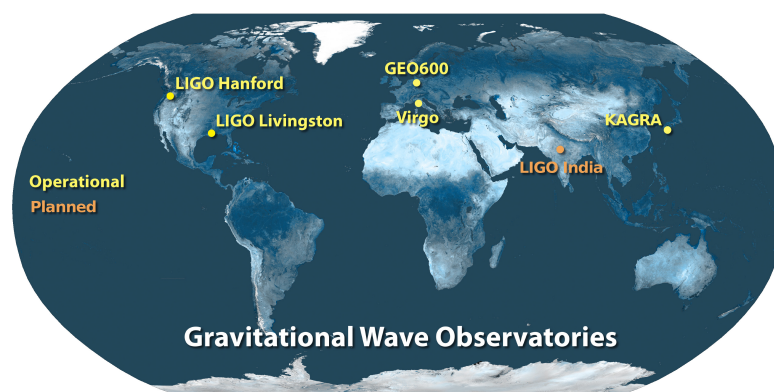 GEO600
LIGO Hanford
LIGO Livingston
Virgo
KAGRA
LIGO India
Operational
Planned
Gravitational Wave Observatories